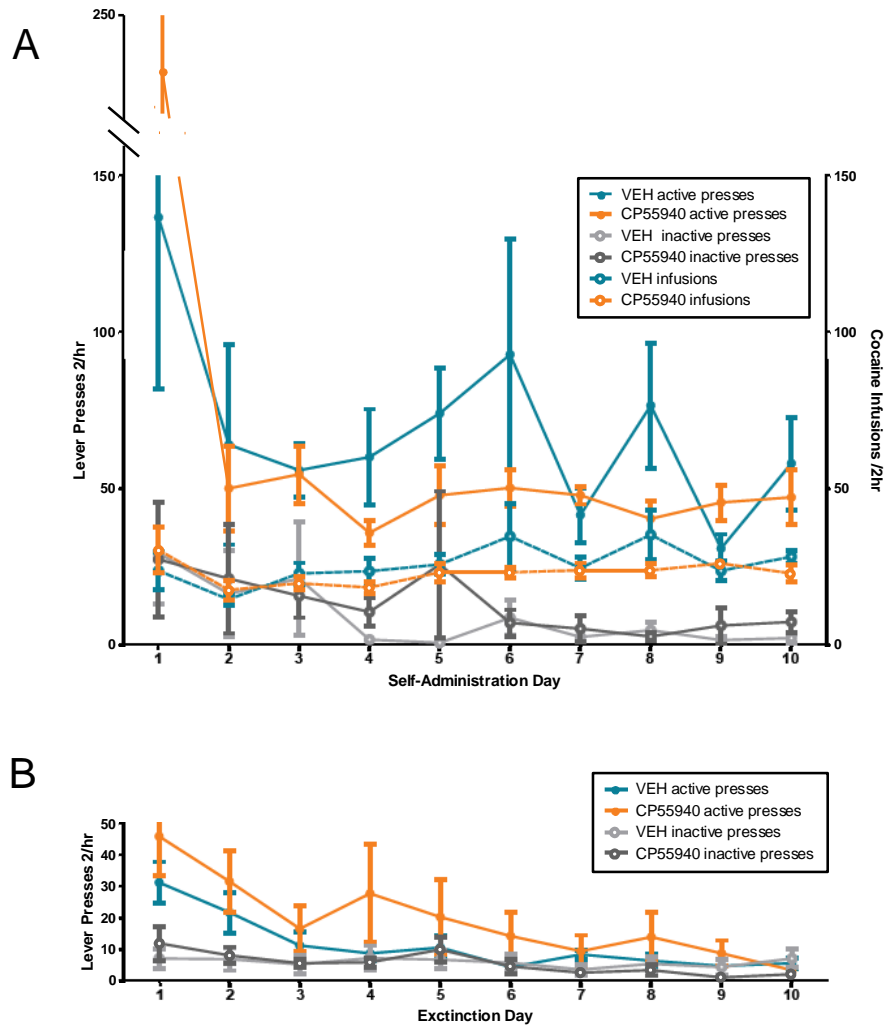 A
250
150
100
50
0
150
100
50
0
Lever Presses 2/hr
Cocaine Infusions /2hr
VEH active presses
CP55940 active presses
VEH inactive presses
CP55940 inactive presses
VEH infusions
CP55940 infusions
1 2 3 4 5 6 7 8 9 10
Self-Administration Day
B
VEH active presses
CP55940 active presses
VEH inactive presses
CP55940 inactive presses
50
40
30
20
10
0
Lever Presses 2/hr
1 2 3 4 5 6 7 8 9 10
Exctinction Day